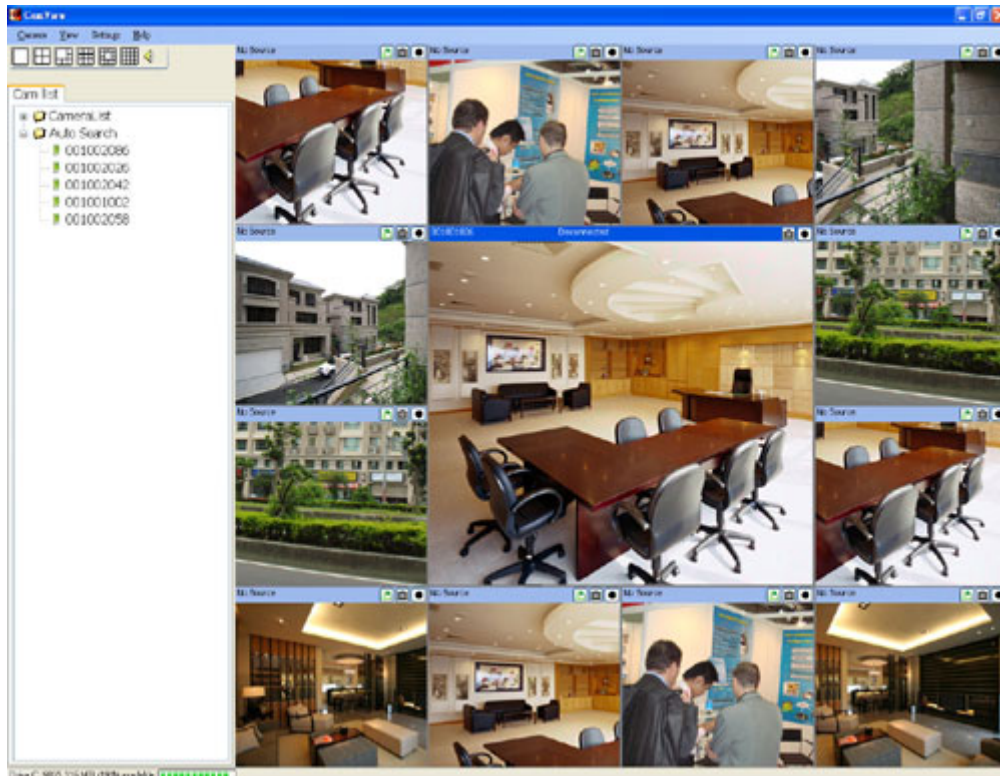 CamView
Camera View Settings Help
No Source
No Source
No Source
No Source
Cam list
CameraList
Auto Search
001002086
001002026
001002042
001001002
001002058
No Source
001001006 Disconnected
No Source
No Source
No Source
No Source
No Source
No Source
No Source